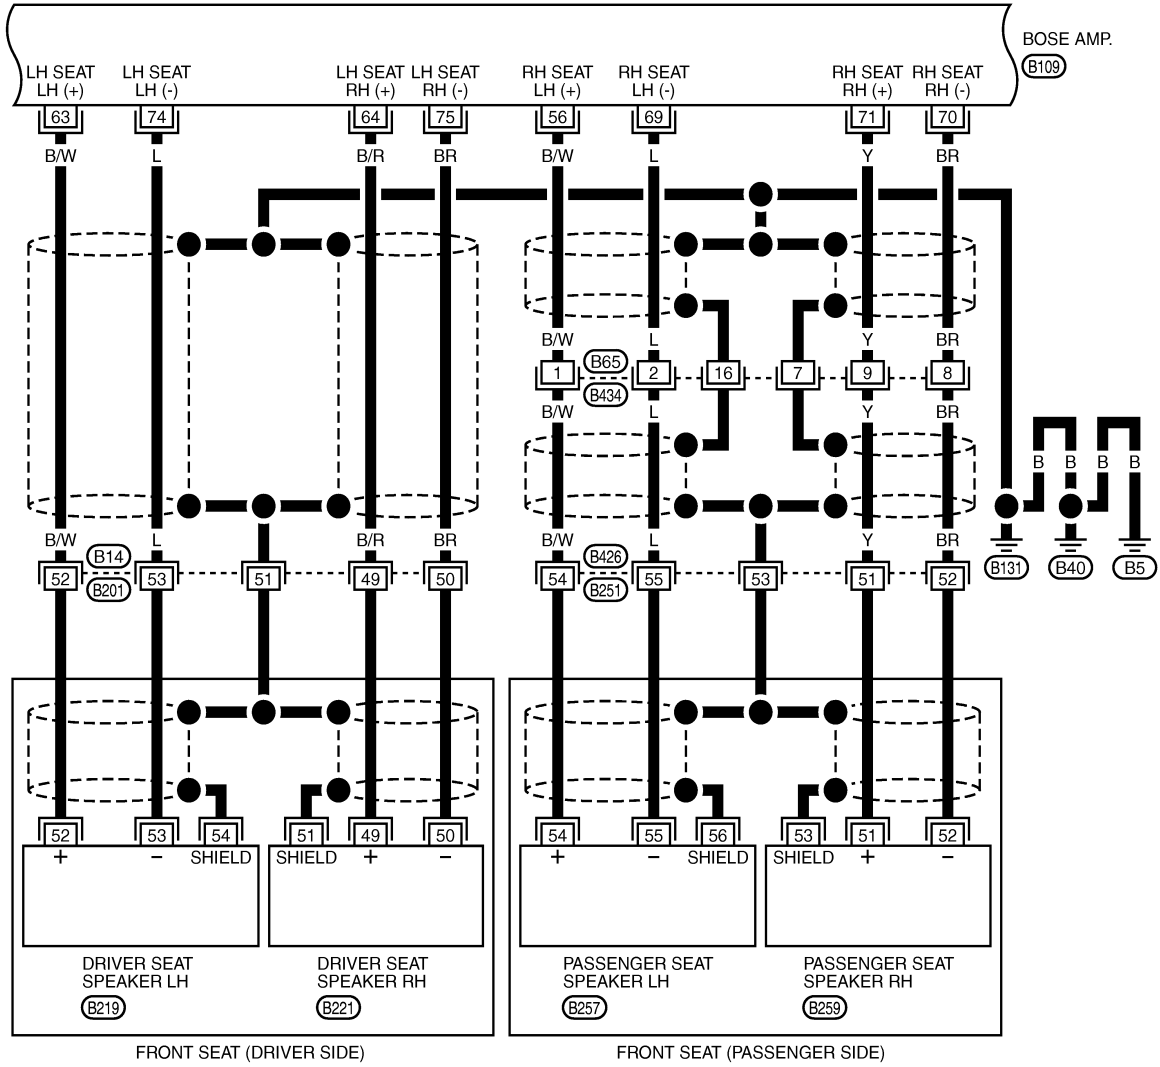 BOSE AMP.
B109
LH SEAT LH SEAT LH SEAT LH SEAT RH SEAT RH SEAT RH SEAT RH SEAT
LH (+) LH (-) RH (+) RH (-) LH (+) LH (-) RH (+) RH (-)
63 74 64 75 56 69 71 70
B/W L B/R BR B/W L Y BR
B/W L Y BR
B65
1 2 16 7 9 8
B434
B/W L Y BR
B B B B
B/W L B/R BR B/W L Y BR
B14 B426
52 53 51 49 50 54 55 53 51 52
B201 B251
B131 B40 B5
52 53 54 51 49 50 54 55 56 53 51 52
+ − SHIELD SHIELD + − + − SHIELD SHIELD + −
DRIVER SEAT DRIVER SEAT PASSENGER SEAT PASSENGER SEAT
SPEAKER LH SPEAKER RH SPEAKER LH SPEAKER RH
B219 B221 B257 B259
FRONT SEAT (DRIVER SIDE) FRONT SEAT (PASSENGER SIDE)